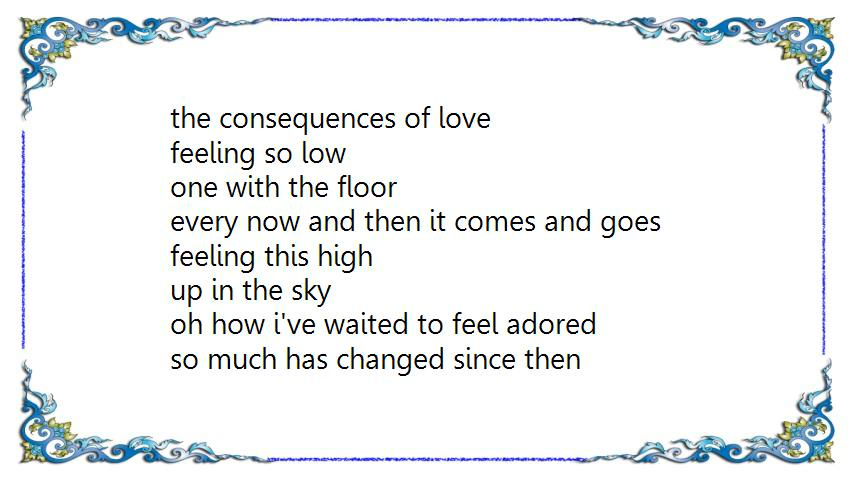 the consequences of love
feeling so low
one with the floor
every now and then it comes and goes
feeling this high
up in the sky
oh how i've waited to feel adored
so much has changed since then